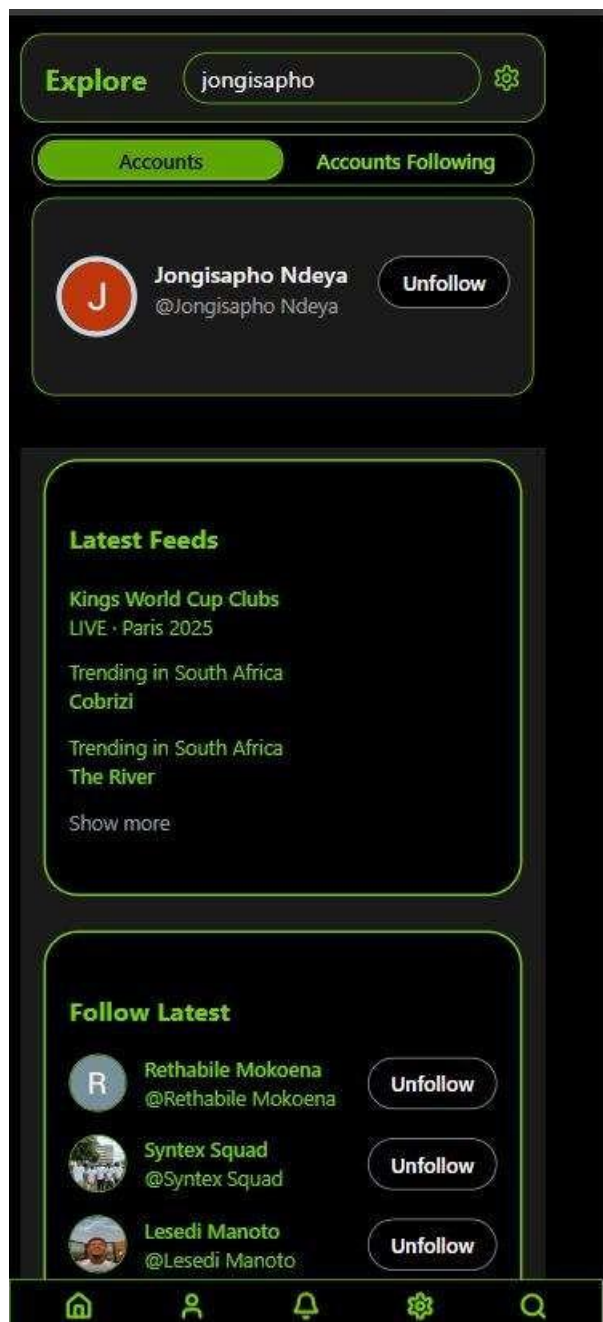 Explore
jongisapho
Accounts
Accounts Following
J
Jongisapho Ndeya
@Jongisapho Ndeya
Unfollow
Latest Feeds
Kings World Cup Clubs
LIVE · Paris 2025
Trending in South Africa
Cobrizi
Trending in South Africa
The River
Show more
Follow Latest
R
Rethabile Mokoena
@Rethabile Mokoena
Unfollow
Syntex Squad
@Syntex Squad
Unfollow
Lesedi Manoto
@Lesedi Manoto
Unfollow